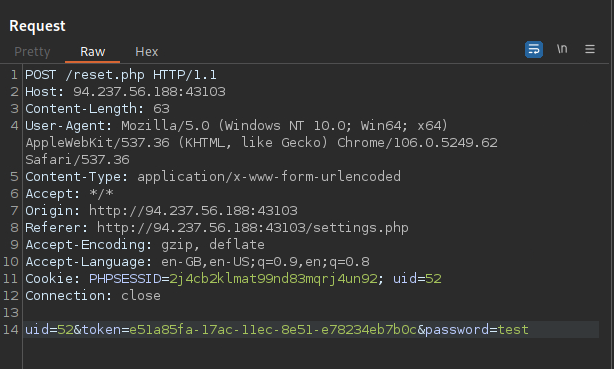 Request
Pretty Raw Hex \n
1 POST /reset.php HTTP/1.1
2 Host: 94.237.56.188:43103
3 Content-Length: 63
4 User-Agent: Mozilla/5.0 (Windows NT 10.0; Win64; x64)
AppleWebKit/537.36 (KHTML, like Gecko) Chrome/106.0.5249.62
Safari/537.36
5 Content-Type: application/x-www-form-urlencoded
6 Accept: */*
7 Origin: http://94.237.56.188:43103
8 Referer: http://94.237.56.188:43103/settings.php
9 Accept-Encoding: gzip, deflate
10 Accept-Language: en-GB,en-US;q=0.9,en;q=0.8
11 Cookie: PHPSESSID=2j4cb2klmat99nd83mqrj4un92; uid=52
12 Connection: close
13
14 uid=52&token=e51a85fa-17ac-11ec-8e51-e78234eb7b0c&password=test